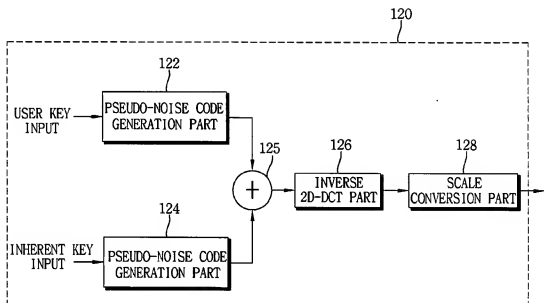 120
122
USER KEY
INPUT
PSEUDO-NOISE CODE
GENERATION PART
125
+
126
INVERSE
2D-DCT PART
128
SCALE
CONVERSION PART
124
INHERENT KEY
INPUT
PSEUDO-NOISE CODE
GENERATION PART